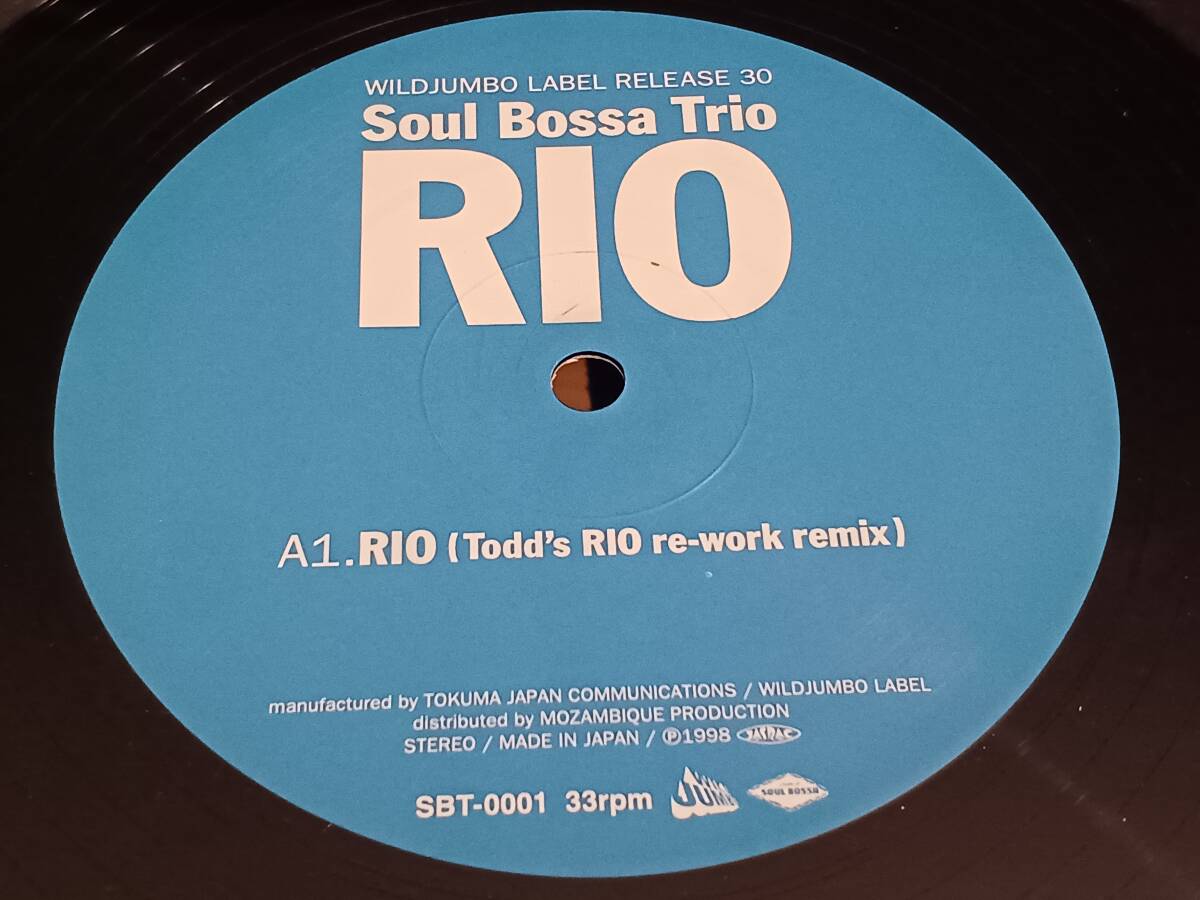 WILDJUMBO LABEL RELEASE 30
Soul Bossa Trio
RIO
A1.RIO (Todd's RIO re-work remix)
manufactured by TOKUMA JAPAN COMMUNICATIONS / WILDJUMBO LABEL
distributed by MOZAMBIQUE PRODUCTION
STEREO / MADE IN JAPAN / ℗1998 JASRAC
SBT-0001 33rpm
SOUL BOSSA